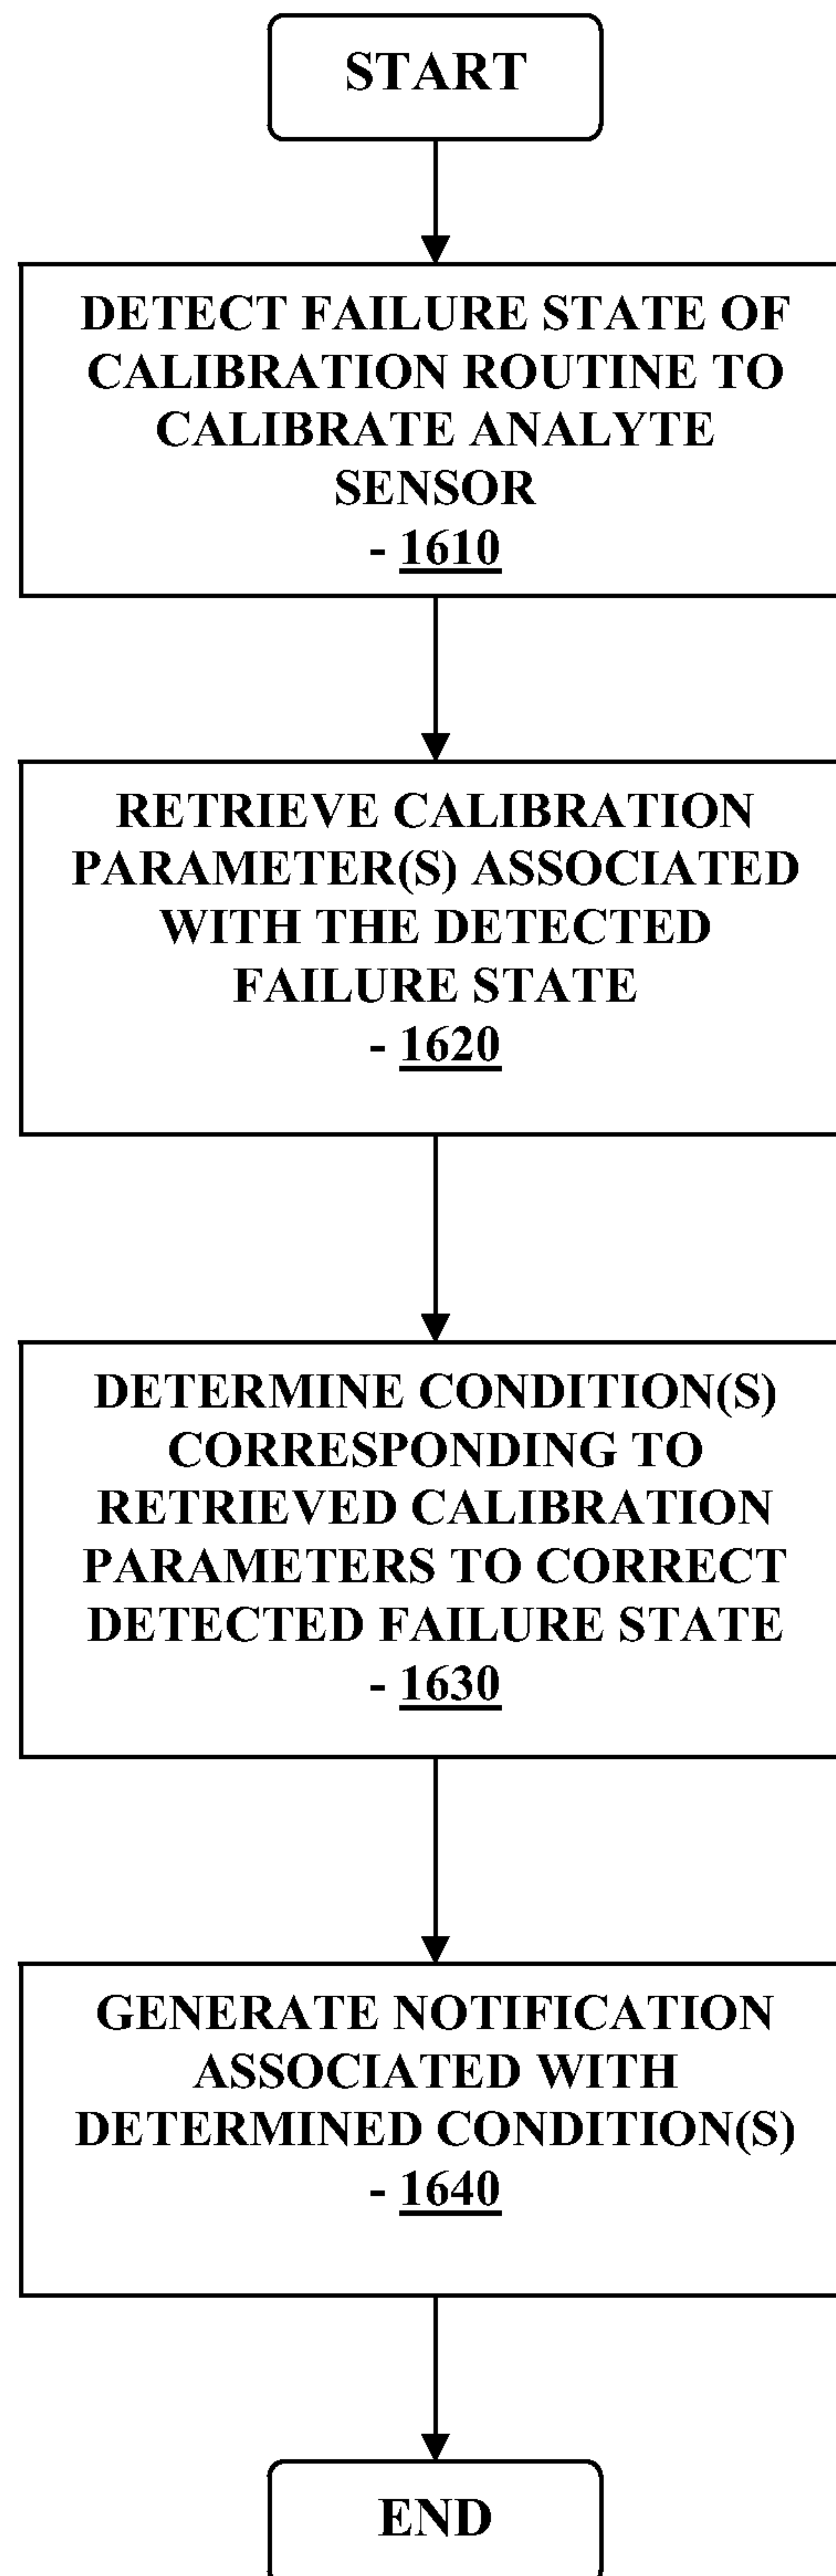 START
DETECT FAILURE STATE OF
CALIBRATION ROUTINE TO
CALIBRATE ANALYTE
SENSOR
- 1610
RETRIEVE CALIBRATION
PARAMETER(S) ASSOCIATED
WITH THE DETECTED
FAILURE STATE
- 1620
DETERMINE CONDITION(S)
CORRESPONDING TO
RETRIEVED CALIBRATION
PARAMETERS TO CORRECT
DETECTED FAILURE STATE
- 1630
GENERATE NOTIFICATION
ASSOCIATED WITH
DETERMINED CONDITION(S)
- 1640
END